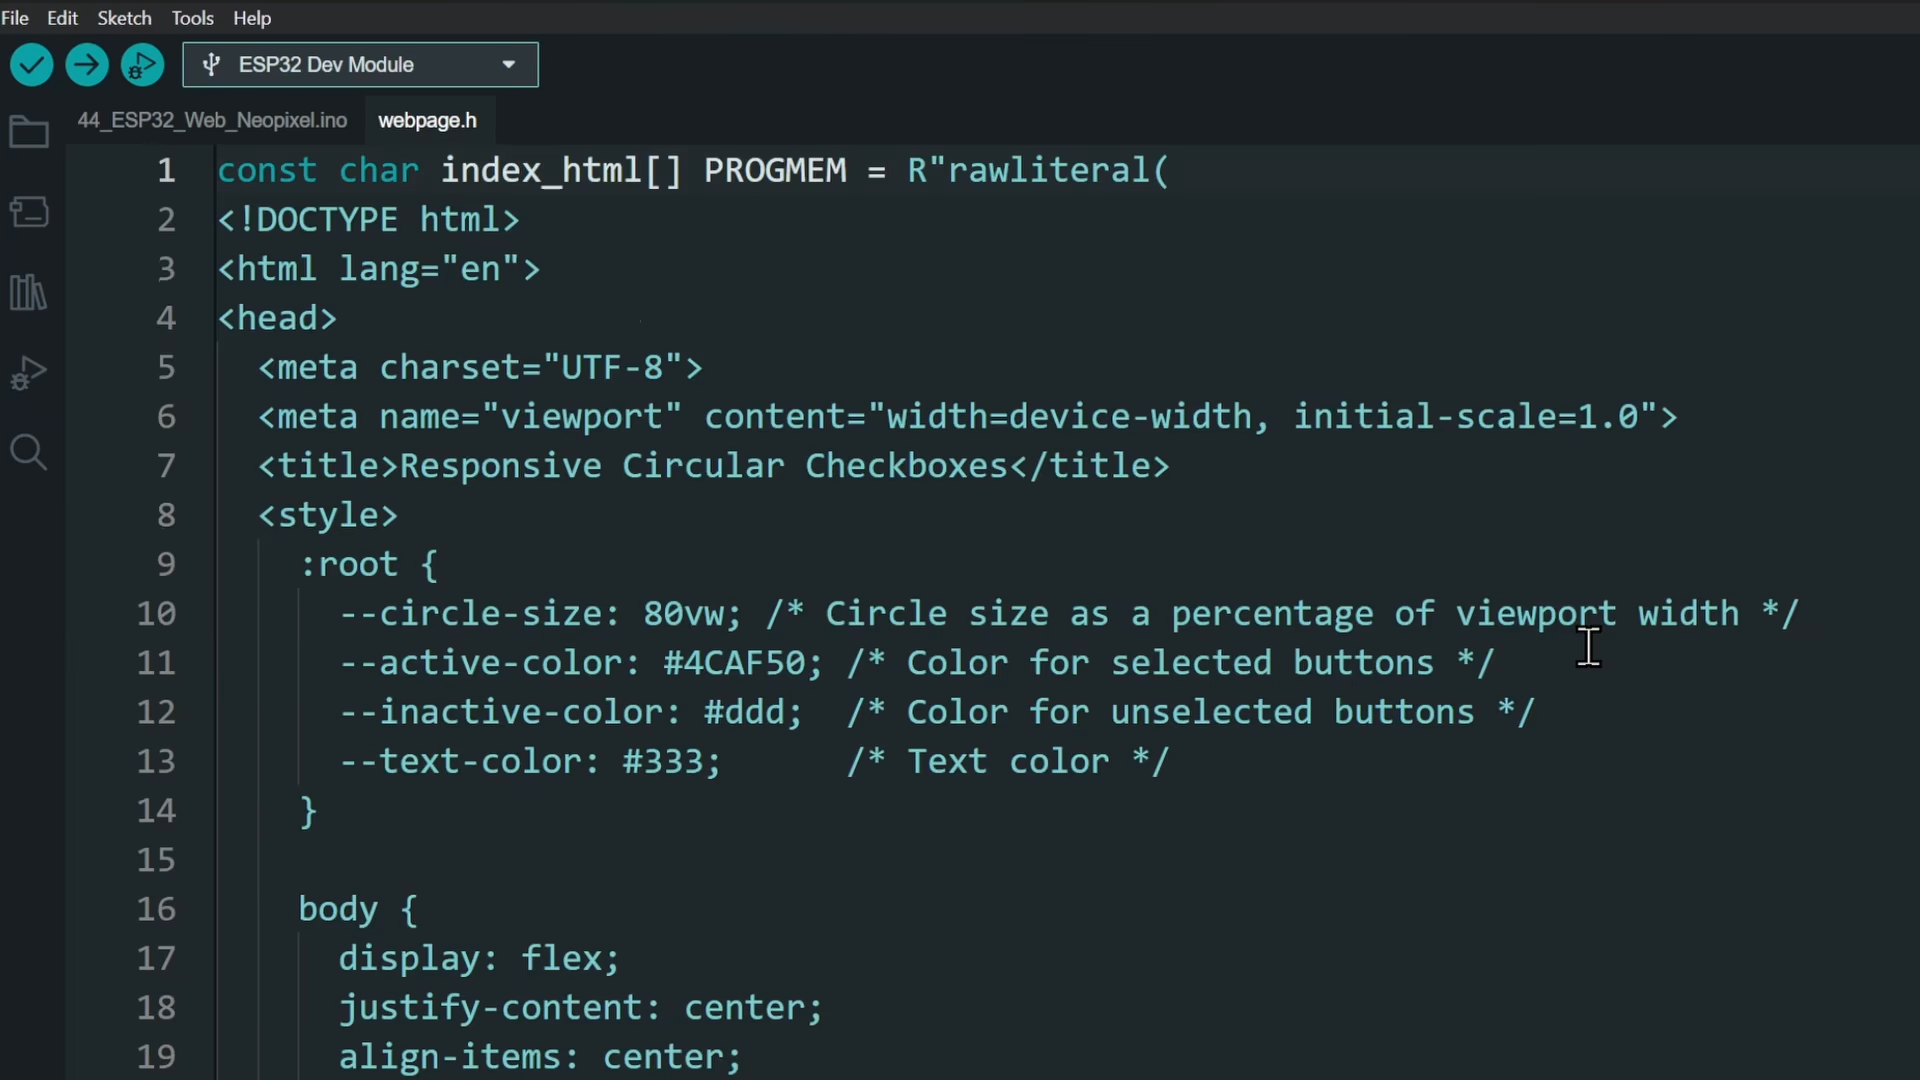 File Edit Sketch Tools Help
ESP32 Dev Module
44_ESP32_Web_Neopixel.ino webpage.h
1 const char index_html[] PROGMEM = R"rawliteral(
2 <!DOCTYPE html>
3 <html lang="en">
4 <head>
5 <meta charset="UTF-8">
6 <meta name="viewport" content="width=device-width, initial-scale=1.0">
7 <title>Responsive Circular Checkboxes</title>
8 <style>
9 :root {
10 --circle-size: 80vw; /* Circle size as a percentage of viewport width */
11 --active-color: #4CAF50; /* Color for selected buttons */
12 --inactive-color: #ddd; /* Color for unselected buttons */
13 --text-color: #333; /* Text color */
14 }
15
16 body {
17 display: flex;
18 justify-content: center;
19 align-items: center;